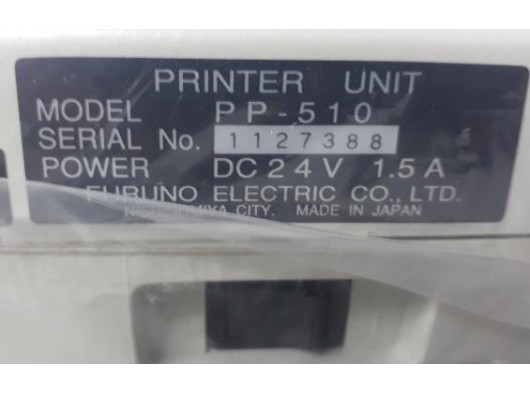 PRINTER UNIT
MODEL PP-510
SERIAL No. 1127388
POWER DC24V 1.5A
FURUNO ELECTRIC CO., LTD.
NISHINOMIYA CITY. MADE IN JAPAN